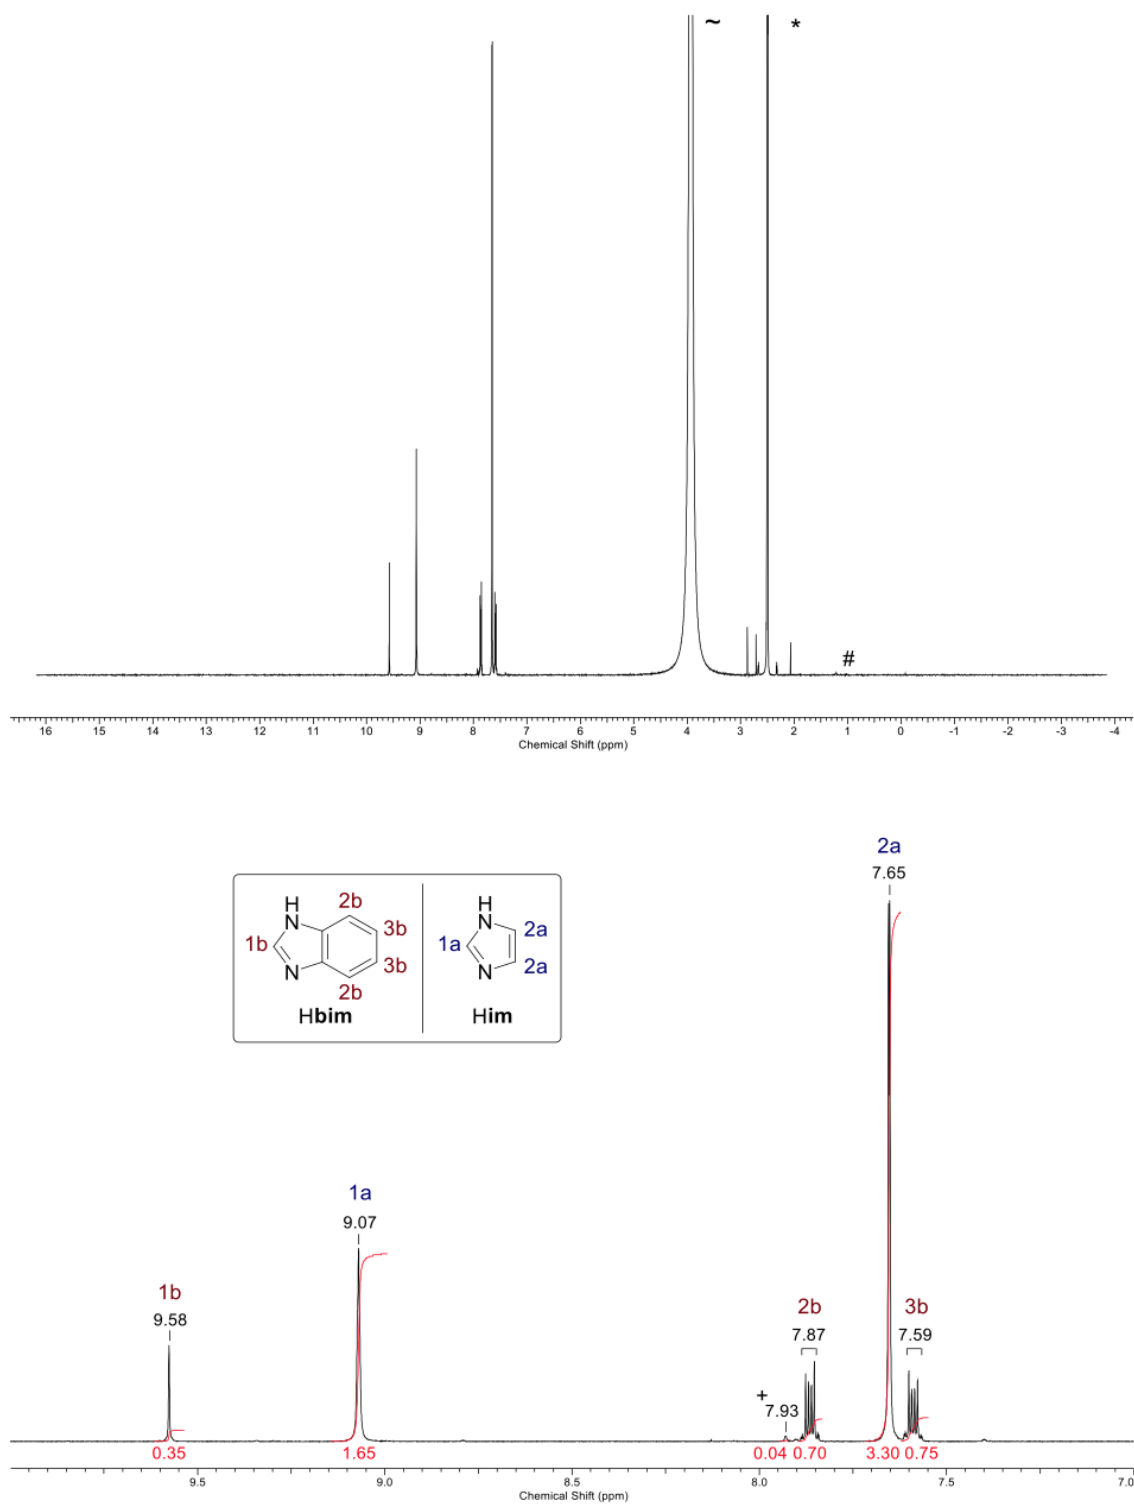 ~ *
#
16 15 14 13 12 11 10 9 8 7 6 5 4 3 2 1 0 -1 -2 -3 -4
Chemical Shift (ppm)
2a
7.65
H
N
2b
3b
1b
3b
N
2b
Hbim
H
N
2a
1a
2a
N
Him
1a
9.07
1b
9.58
2b
7.87
3b
7.59
+
7.93
0.35 1.65 0.04 0.70 3.30 0.75
9.5 9.0 8.5 8.0 7.5 7.0
Chemical Shift (ppm)